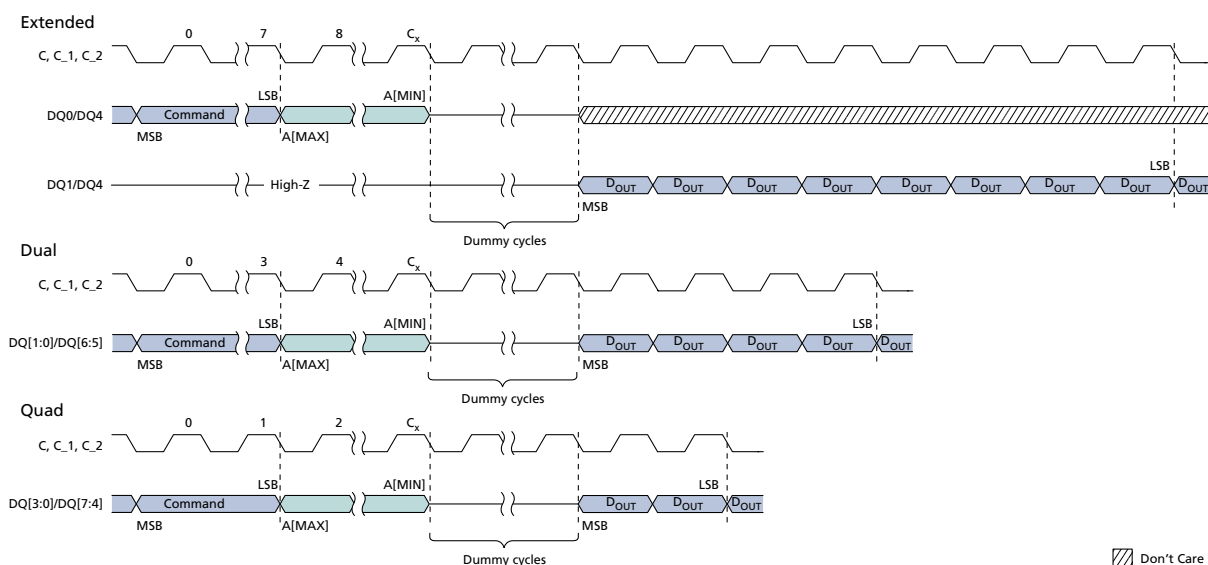 Extended
0 7 8 Cx
C, C_1, C_2
LSB A[MIN]
DQ0/DQ4 Command
MSB A[MAX]
LSB
DQ1/DQ4 High-Z DOUT DOUT DOUT DOUT DOUT DOUT DOUT DOUT DOUT
MSB
Dummy cycles
Dual
0 3 4 Cx
C, C_1, C_2
LSB A[MIN] LSB
DQ[1:0]/DQ[6:5] Command DOUT DOUT DOUT DOUT DOUT
MSB A[MAX] MSB
Dummy cycles
Quad
0 1 2 Cx
C, C_1, C_2
LSB A[MIN] LSB
DQ[3:0]/DQ[7:4] Command DOUT DOUT DOUT
MSB A[MAX] MSB
Dummy cycles
Don't Care